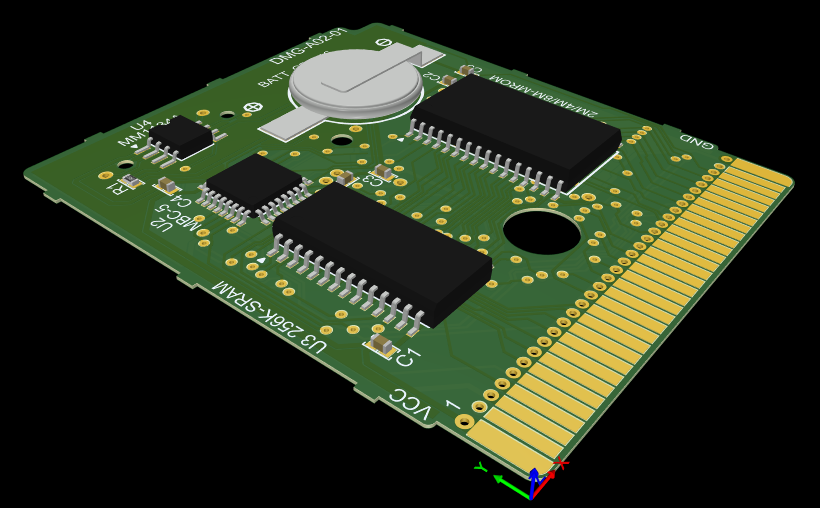 DMG-A02-01
BATT
C2
2M/4M/8M-MROM
GND
U4
R1
C4
C3
U2
MBC-5
U3 256K-SRAM
C1
VCC
1
Y
X